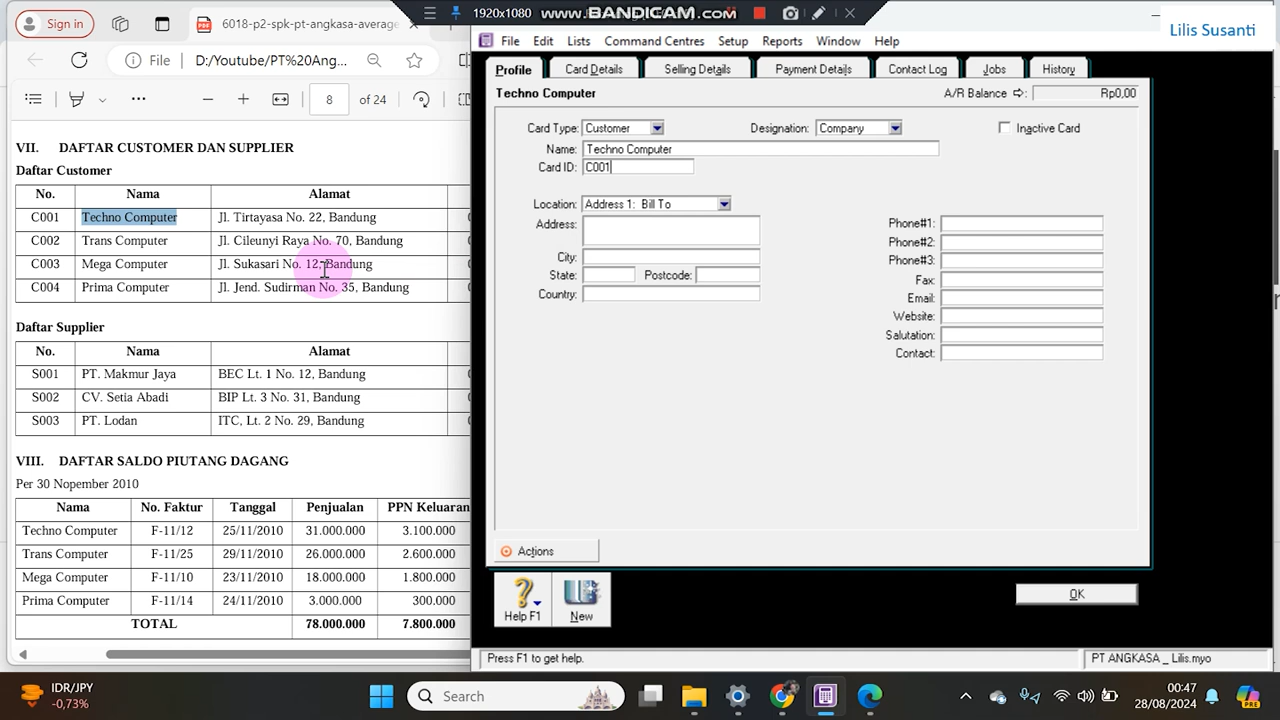 1920x1080 www.BANDICAM.com
Lilis Susanti
Sign in
6018-p2-spk-pt-angkasa-average
File D:/Youtube/PT%20Ang...
8 of 24
VII. DAFTAR CUSTOMER DAN SUPPLIER
Daftar Customer
No. Nama Alamat
C001 Techno Computer Jl. Tirtayasa No. 22, Bandung
C002 Trans Computer Jl. Cileunyi Raya No. 70, Bandung
C003 Mega Computer Jl. Sukasari No. 12, Bandung
C004 Prima Computer Jl. Jend. Sudirman No. 35, Bandung
Daftar Supplier
No. Nama Alamat
S001 PT. Makmur Jaya BEC Lt. 1 No. 12, Bandung
S002 CV. Setia Abadi BIP Lt. 3 No. 31, Bandung
S003 PT. Lodan ITC, Lt. 2 No. 29, Bandung
VIII. DAFTAR SALDO PIUTANG DAGANG
Per 30 Nopember 2010
Nama No. Faktur Tanggal Penjualan PPN Keluaran
Techno Computer F-11/12 25/11/2010 31.000.000 3.100.000
Trans Computer F-11/25 29/11/2010 26.000.000 2.600.000
Mega Computer F-11/10 23/11/2010 18.000.000 1.800.000
Prima Computer F-11/14 24/11/2010 3.000.000 300.000
TOTAL 78.000.000 7.800.000
File Edit Lists Command Centres Setup Reports Window Help
Profile Card Details Selling Details Payment Details Contact Log Jobs History
Techno Computer A/R Balance Rp0,00
Card Type: Customer Designation: Company Inactive Card
Name: Techno Computer
Card ID: C001
Location: Address 1: Bill To
Address: Phone#1:
Phone#2:
City: Phone#3:
State: Postcode: Fax:
Country: Email:
Website:
Salutation:
Contact:
Actions
Help F1 New OK
Press F1 to get help. PT ANGKASA _ Lilis.myo
IDR/JPY
-0,73%
Search
00:47
28/08/2024
PRE